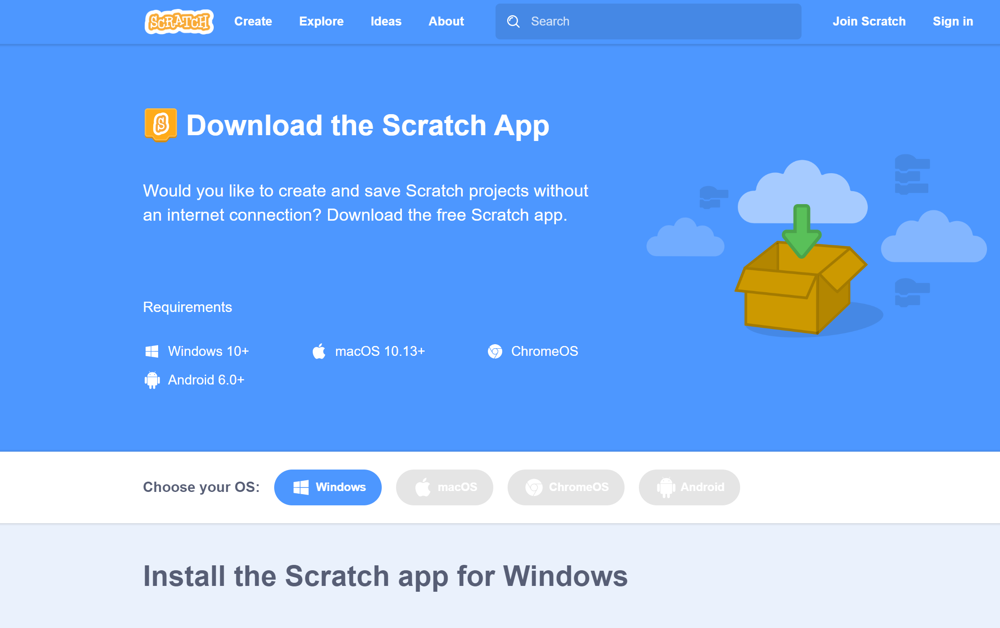 SCRATCH Create Explore Ideas About Search Join Scratch Sign in
S Download the Scratch App
Would you like to create and save Scratch projects without
an internet connection? Download the free Scratch app.
Requirements
Windows 10+ macOS 10.13+ ChromeOS
Android 6.0+
Choose your OS: Windows macOS ChromeOS Android
Install the Scratch app for Windows